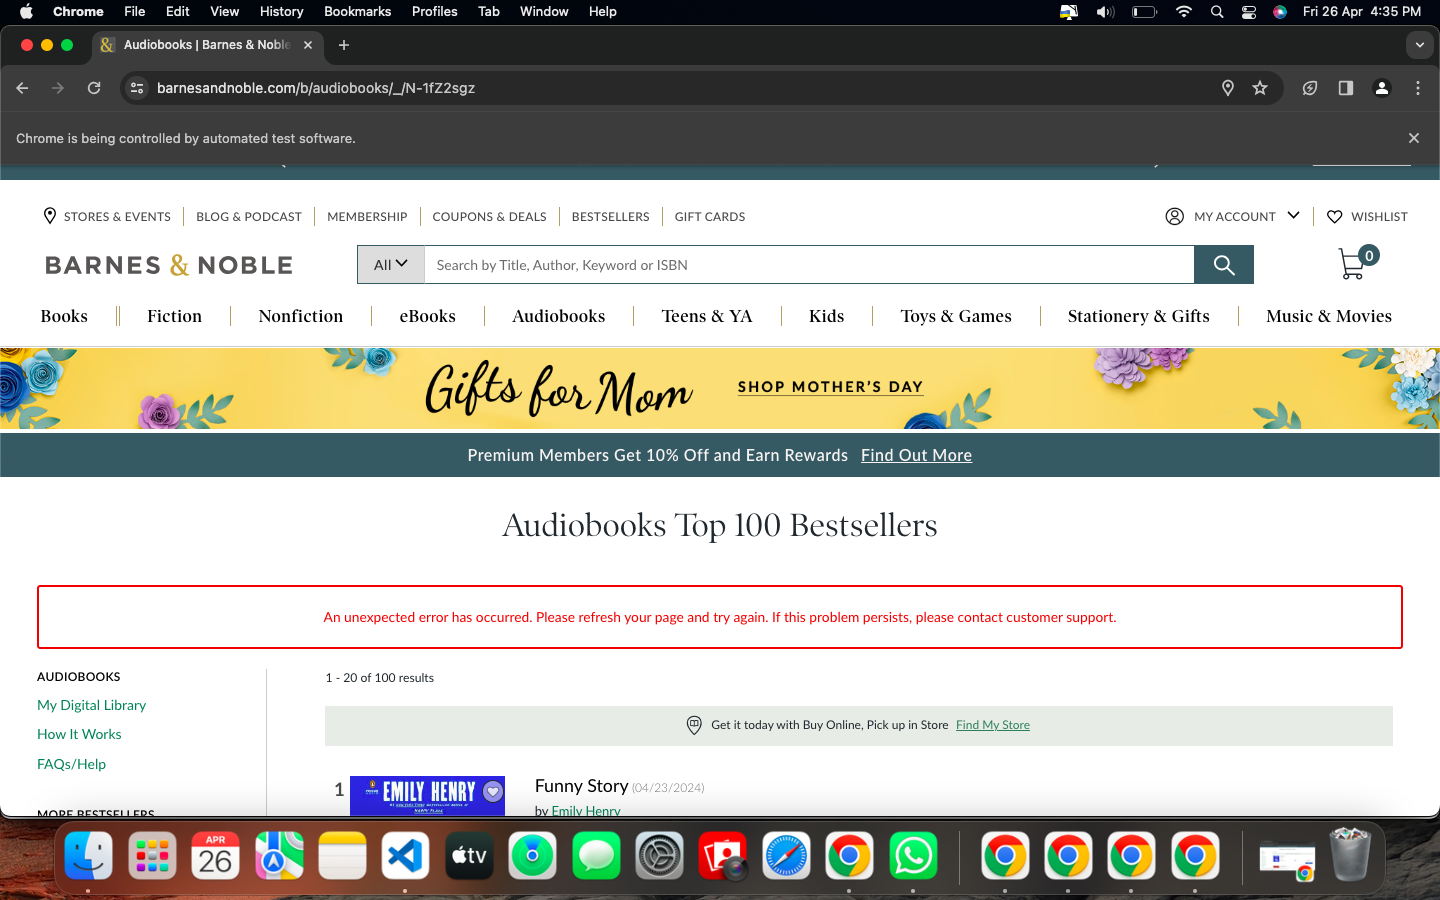 Chrome File Edit View History Bookmarks Profiles Tab Window Help Fri 26 Apr 4:35 PM
Audiobooks | Barnes & Noble
barnesandnoble.com/b/audiobooks/_/N-1fZ2sgz
Chrome is being controlled by automated test software.
STORES & EVENTS BLOG & PODCAST MEMBERSHIP COUPONS & DEALS BESTSELLERS GIFT CARDS MY ACCOUNT WISHLIST
BARNES & NOBLE All Search by Title, Author, Keyword or ISBN 0
Books Fiction Nonfiction eBooks Audiobooks Teens & YA Kids Toys & Games Stationery & Gifts Music & Movies
Gifts for Mom SHOP MOTHER'S DAY
Premium Members Get 10% Off and Earn Rewards Find Out More
Audiobooks Top 100 Bestsellers
An unexpected error has occurred. Please refresh your page and try again. If this problem persists, please contact customer support.
AUDIOBOOKS
My Digital Library
How It Works
FAQs/Help
MORE BESTSELLERS
1 - 20 of 100 results
Get it today with Buy Online, Pick up in Store Find My Store
1 EMILY HENRY Funny Story (04/23/2024)
by Emily Henry
APR
26
tv